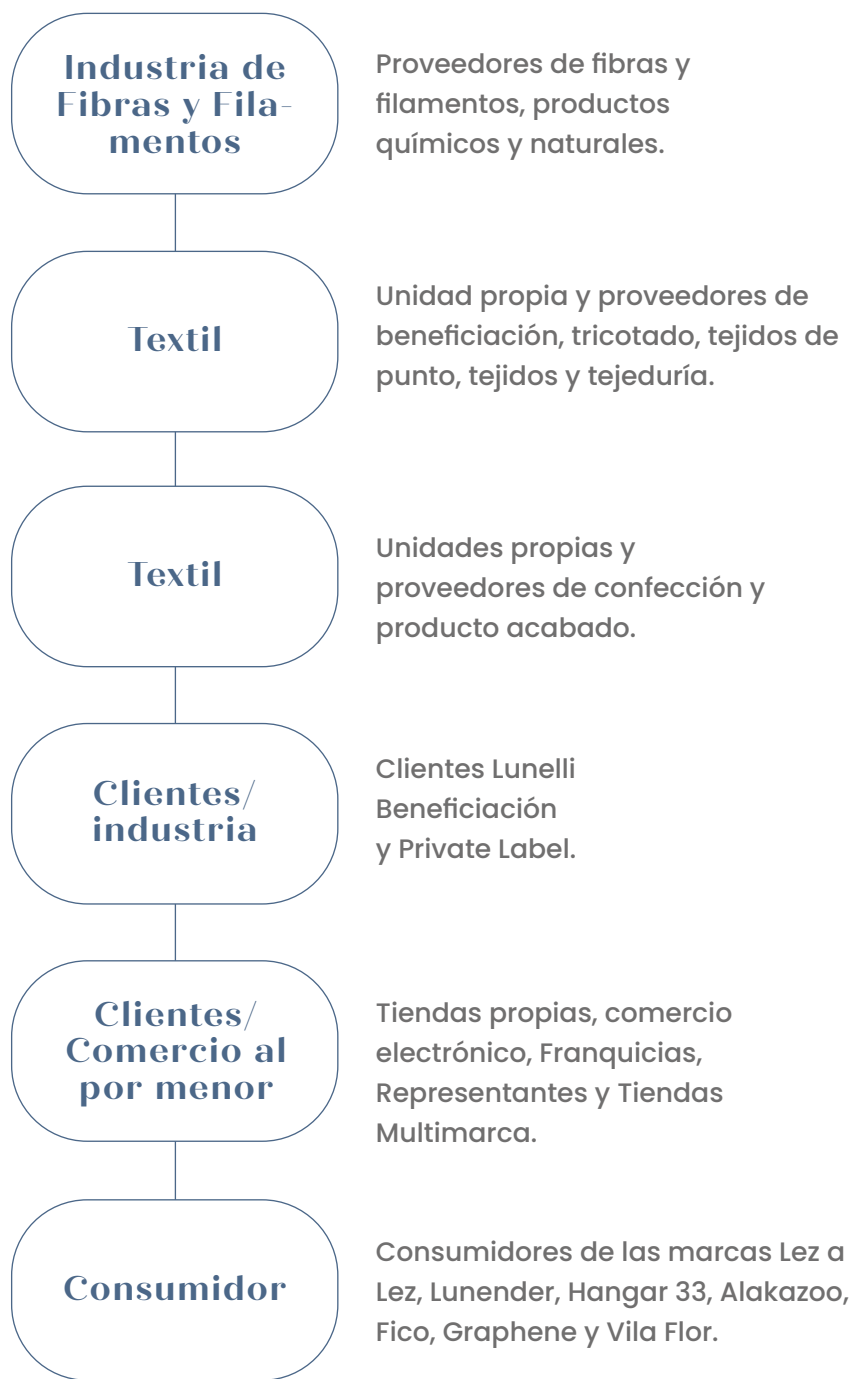 Industria de
Fibras y Fila-
mentos
Proveedores de fibras y
filamentos, productos
químicos y naturales.
Textil
Unidad propia y proveedores de
beneficiación, tricotado, tejidos de
punto, tejidos y tejeduría.
Textil
Unidades propias y
proveedores de confección y
producto acabado.
Clientes/
industria
Clientes Lunelli
Beneficiación
y Private Label.
Clientes/
Comercio al
por menor
Tiendas propias, comercio
electrónico, Franquicias,
Representantes y Tiendas
Multimarca.
Consumidor
Consumidores de las marcas Lez a
Lez, Lunender, Hangar 33, Alakazoo,
Fico, Graphene y Vila Flor.